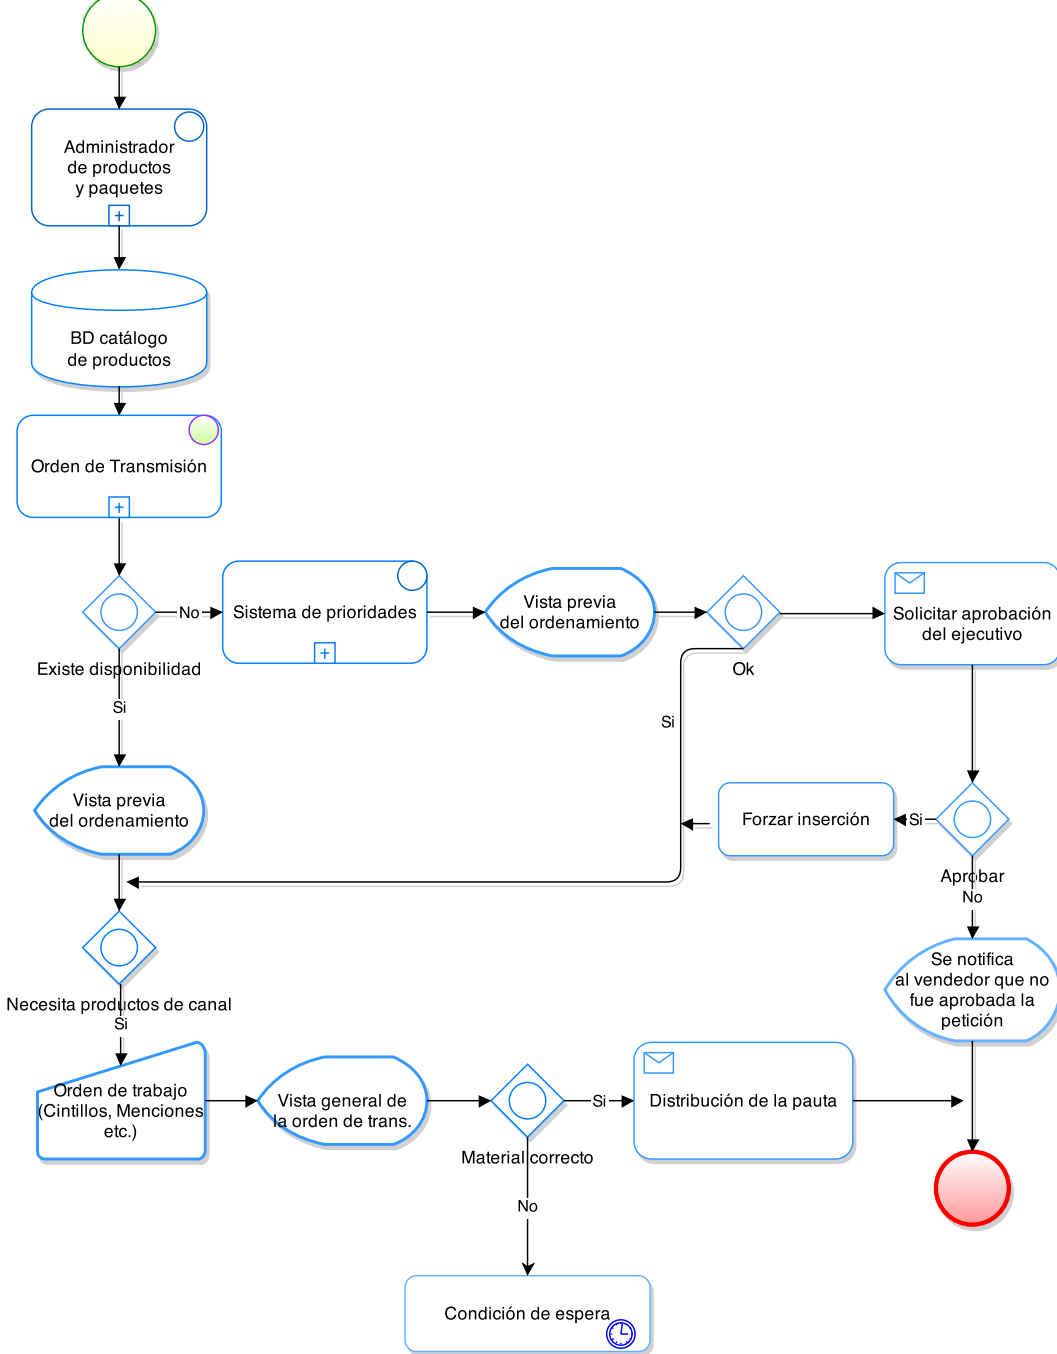 Administrador
de productos
y paquetes
BD catálogo
de productos
Orden de Transmisión
No
Sistema de prioridades
Vista previa
del ordenamiento
Solicitar aprobación
del ejecutivo
Existe disponibilidad
Ok
Si
Si
Vista previa
del ordenamiento
Forzar inserción
Si
Aprobar
No
Se notifica
al vendedor que no
fue aprobada la
petición
Necesita productos de canal
Si
Orden de trabajo
(Cintillos, Menciones
etc.)
Vista general de
la orden de trans.
Si
Distribución de la pauta
Material correcto
No
Condición de espera